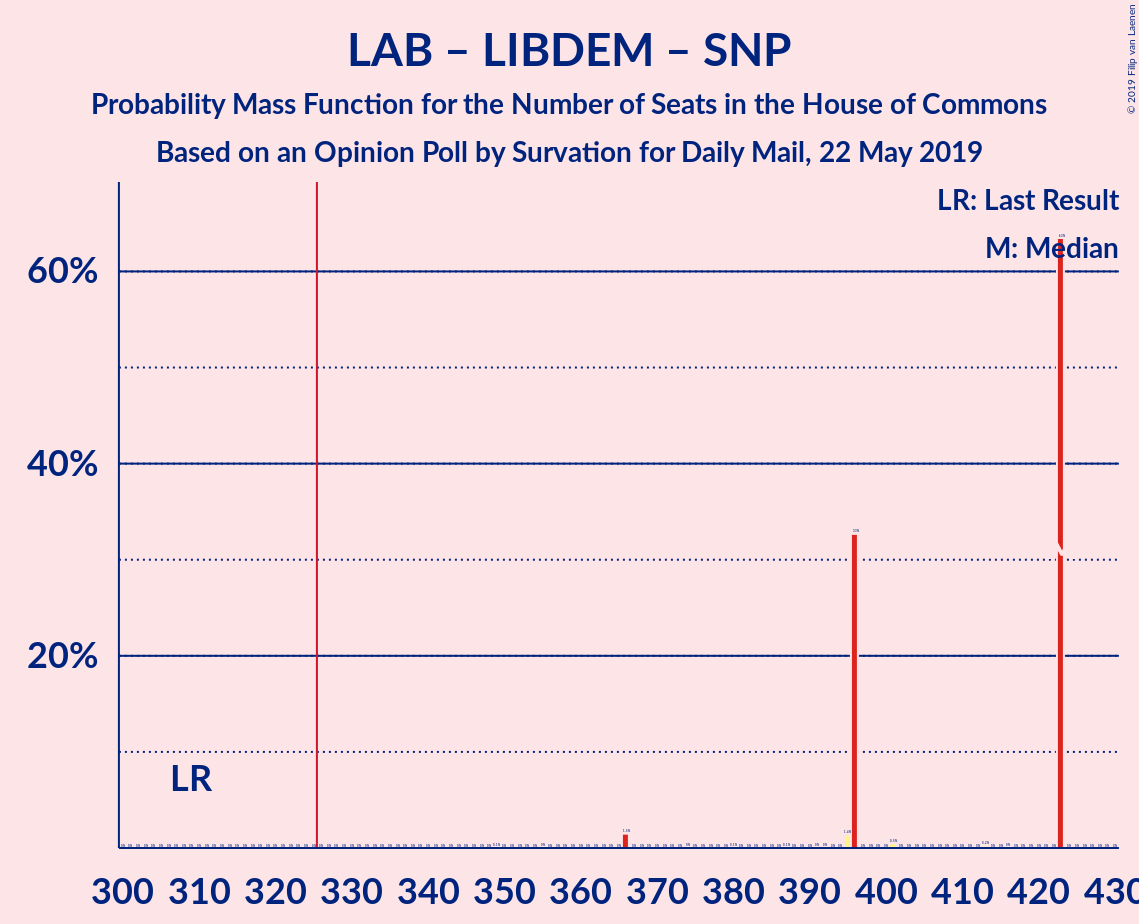 LAB – LIBDEM – SNP
Probability Mass Function for the Number of Seats in the House of Commons
Based on an Opinion Poll by Survation for Daily Mail, 22 May 2019
© 2019 Filip van Laenen
LR: Last Result
M: Median
60%
40%
20%
LR
300 310 320 330 340 350 360 370 380 390 400 410 420 430